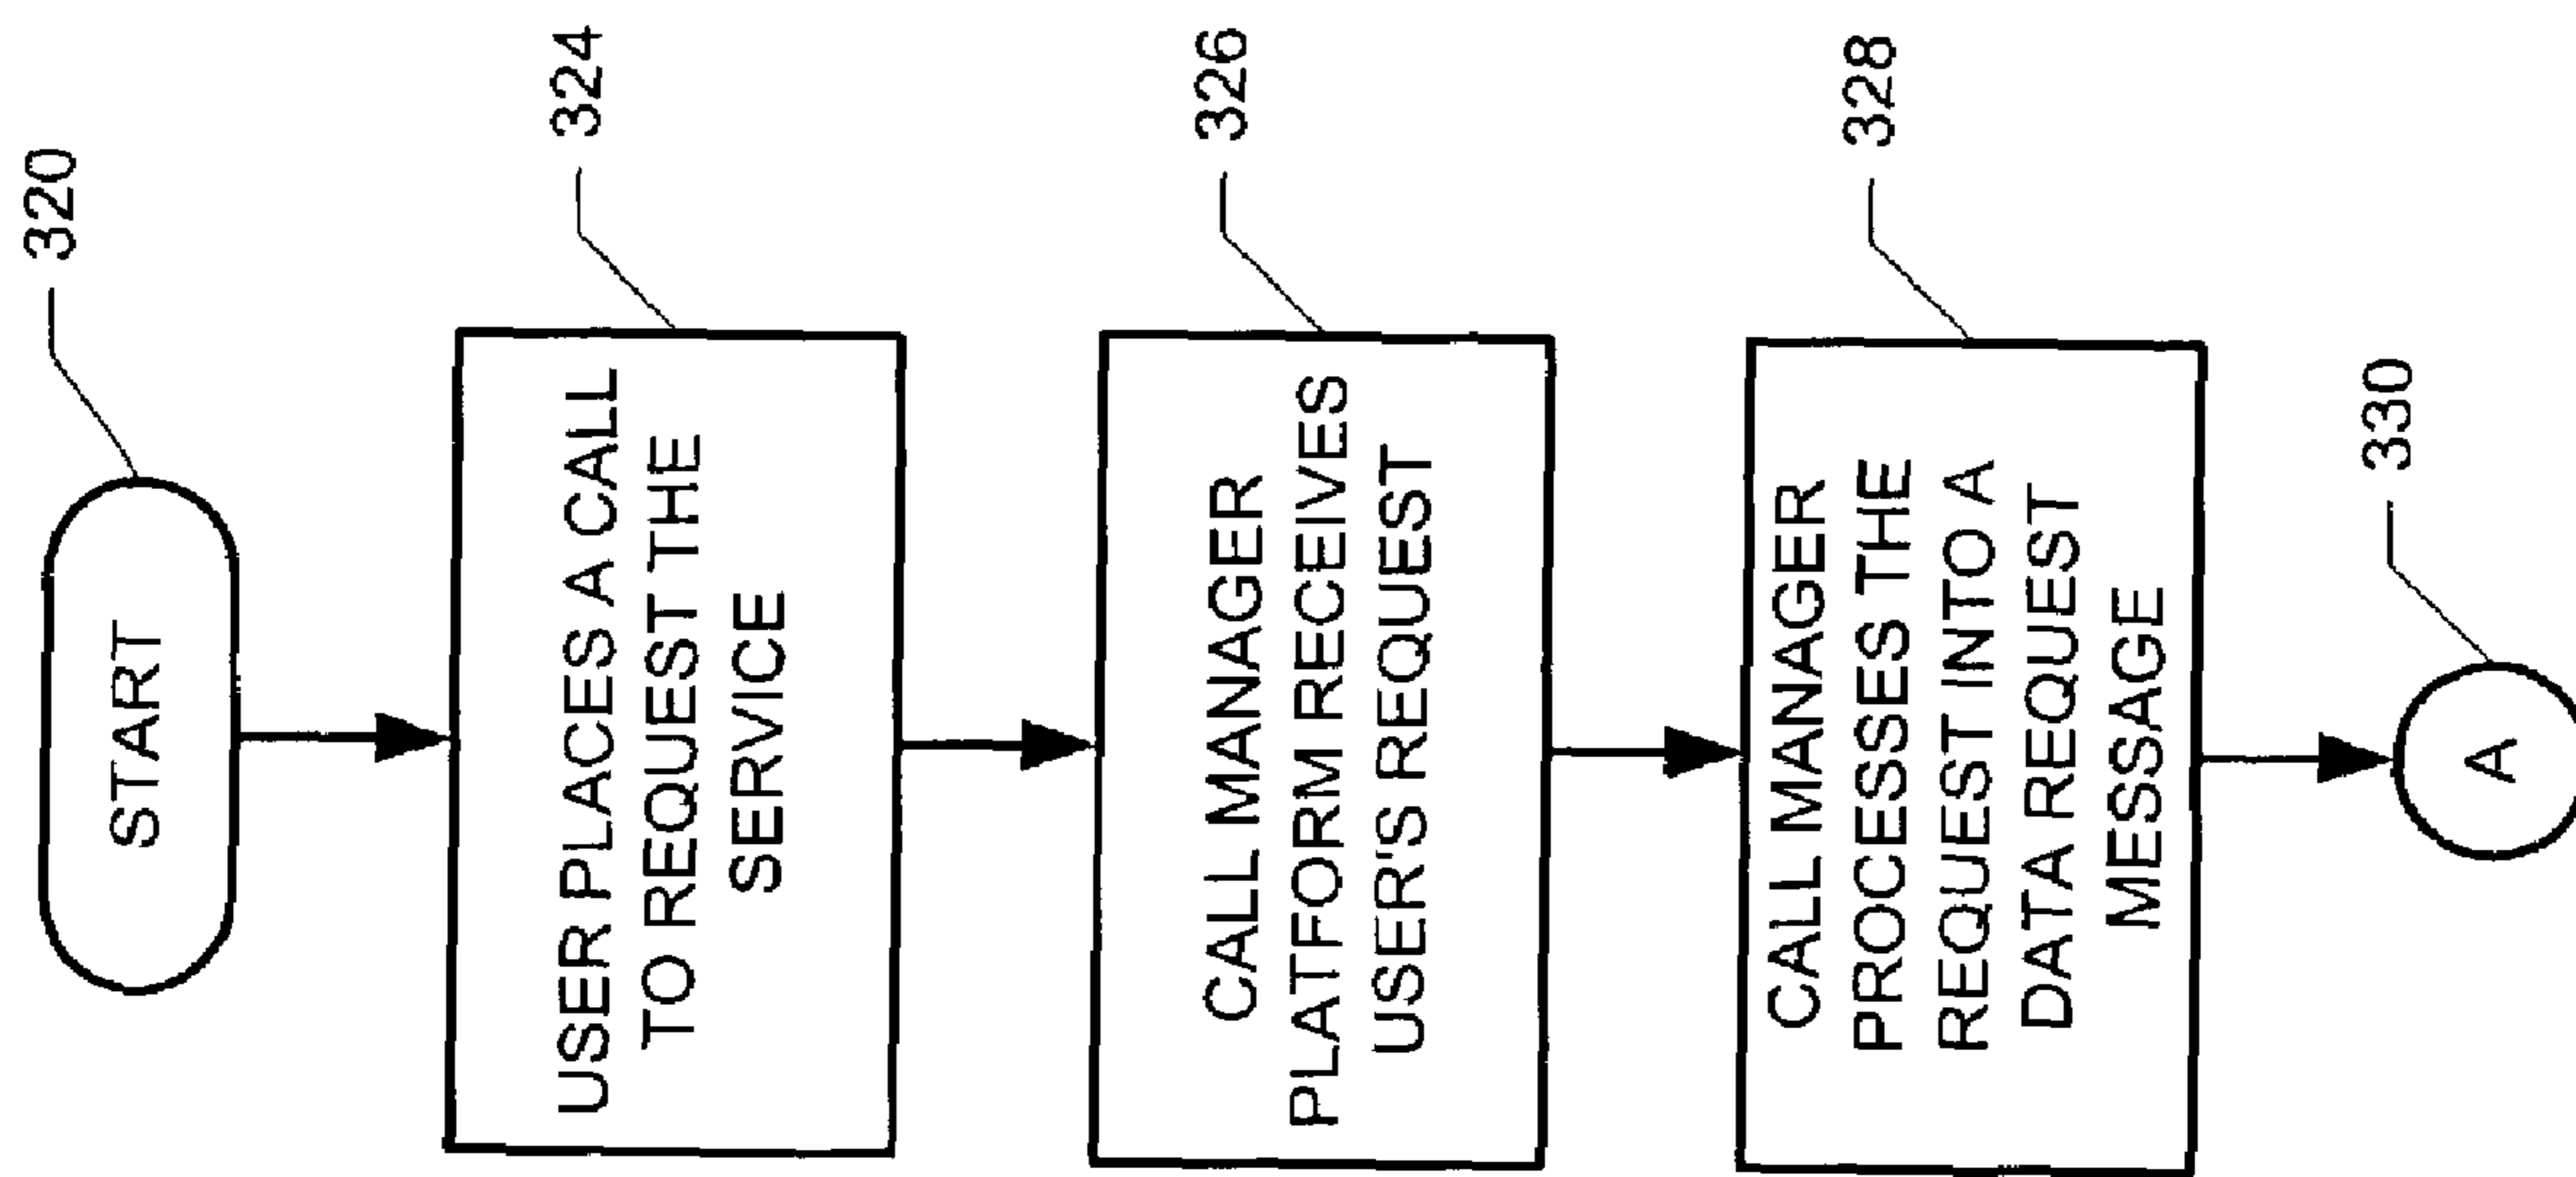 START
320
USER PLACES A CALL
TO REQUEST THE
SERVICE
324
CALL MANAGER
PLATFORM RECEIVES
USER'S REQUEST
326
CALL MANAGER
PROCESSES THE
REQUEST INTO A
DATA REQUEST
MESSAGE
328
A
330